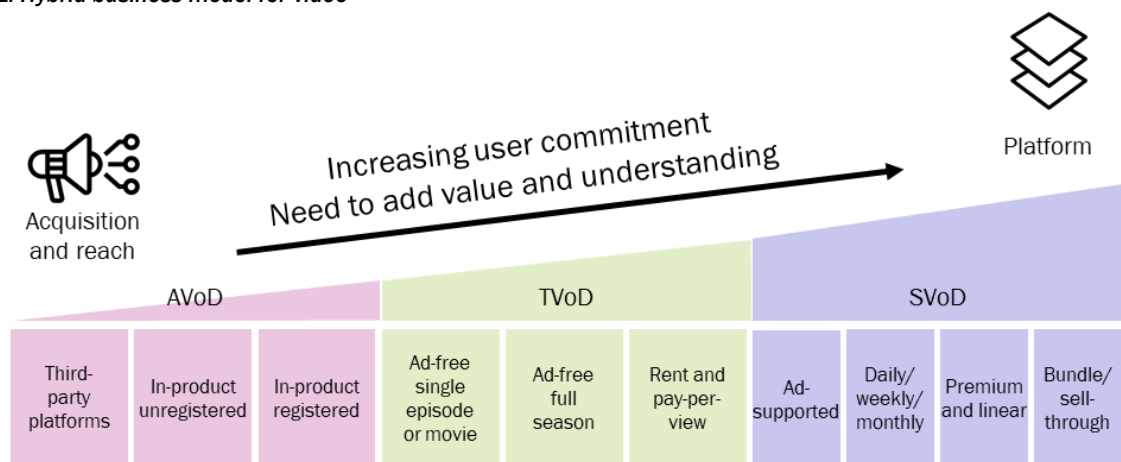 Hybrid business model for video
Platform
Increasing user commitment
Need to add value and understanding
Acquisition
and reach
AVoD
TVoD
SVoD
Third-
party
platforms
In-product
unregistered
In-product
registered
Ad-free
single
episode
or movie
Ad-free
full
season
Rent and
pay-per-
view
Ad-
supported
Daily/
weekly/
monthly
Premium
and linear
Bundle/
sell-
through